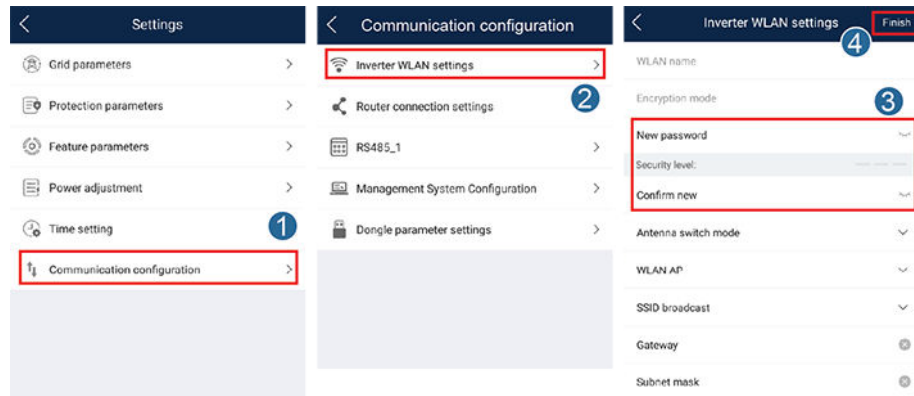 Settings
Grid parameters
Protection parameters
Feature parameters
Power adjustment
Time setting
1
Communication configuration
Communication configuration
Inverter WLAN settings
2
Router connection settings
RS485_1
Management System Configuration
Dongle parameter settings
Inverter WLAN settings
Finish
4
WLAN name
Encryption mode
3
New password
Security level:
Confirm new
Antenna switch mode
WLAN AP
SSID broadcast
Gateway
Subnet mask